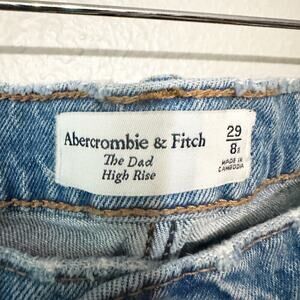 Abercrombie & Fitch
The Dad
High Rise
29
8R
MADE IN
CAMBODIA